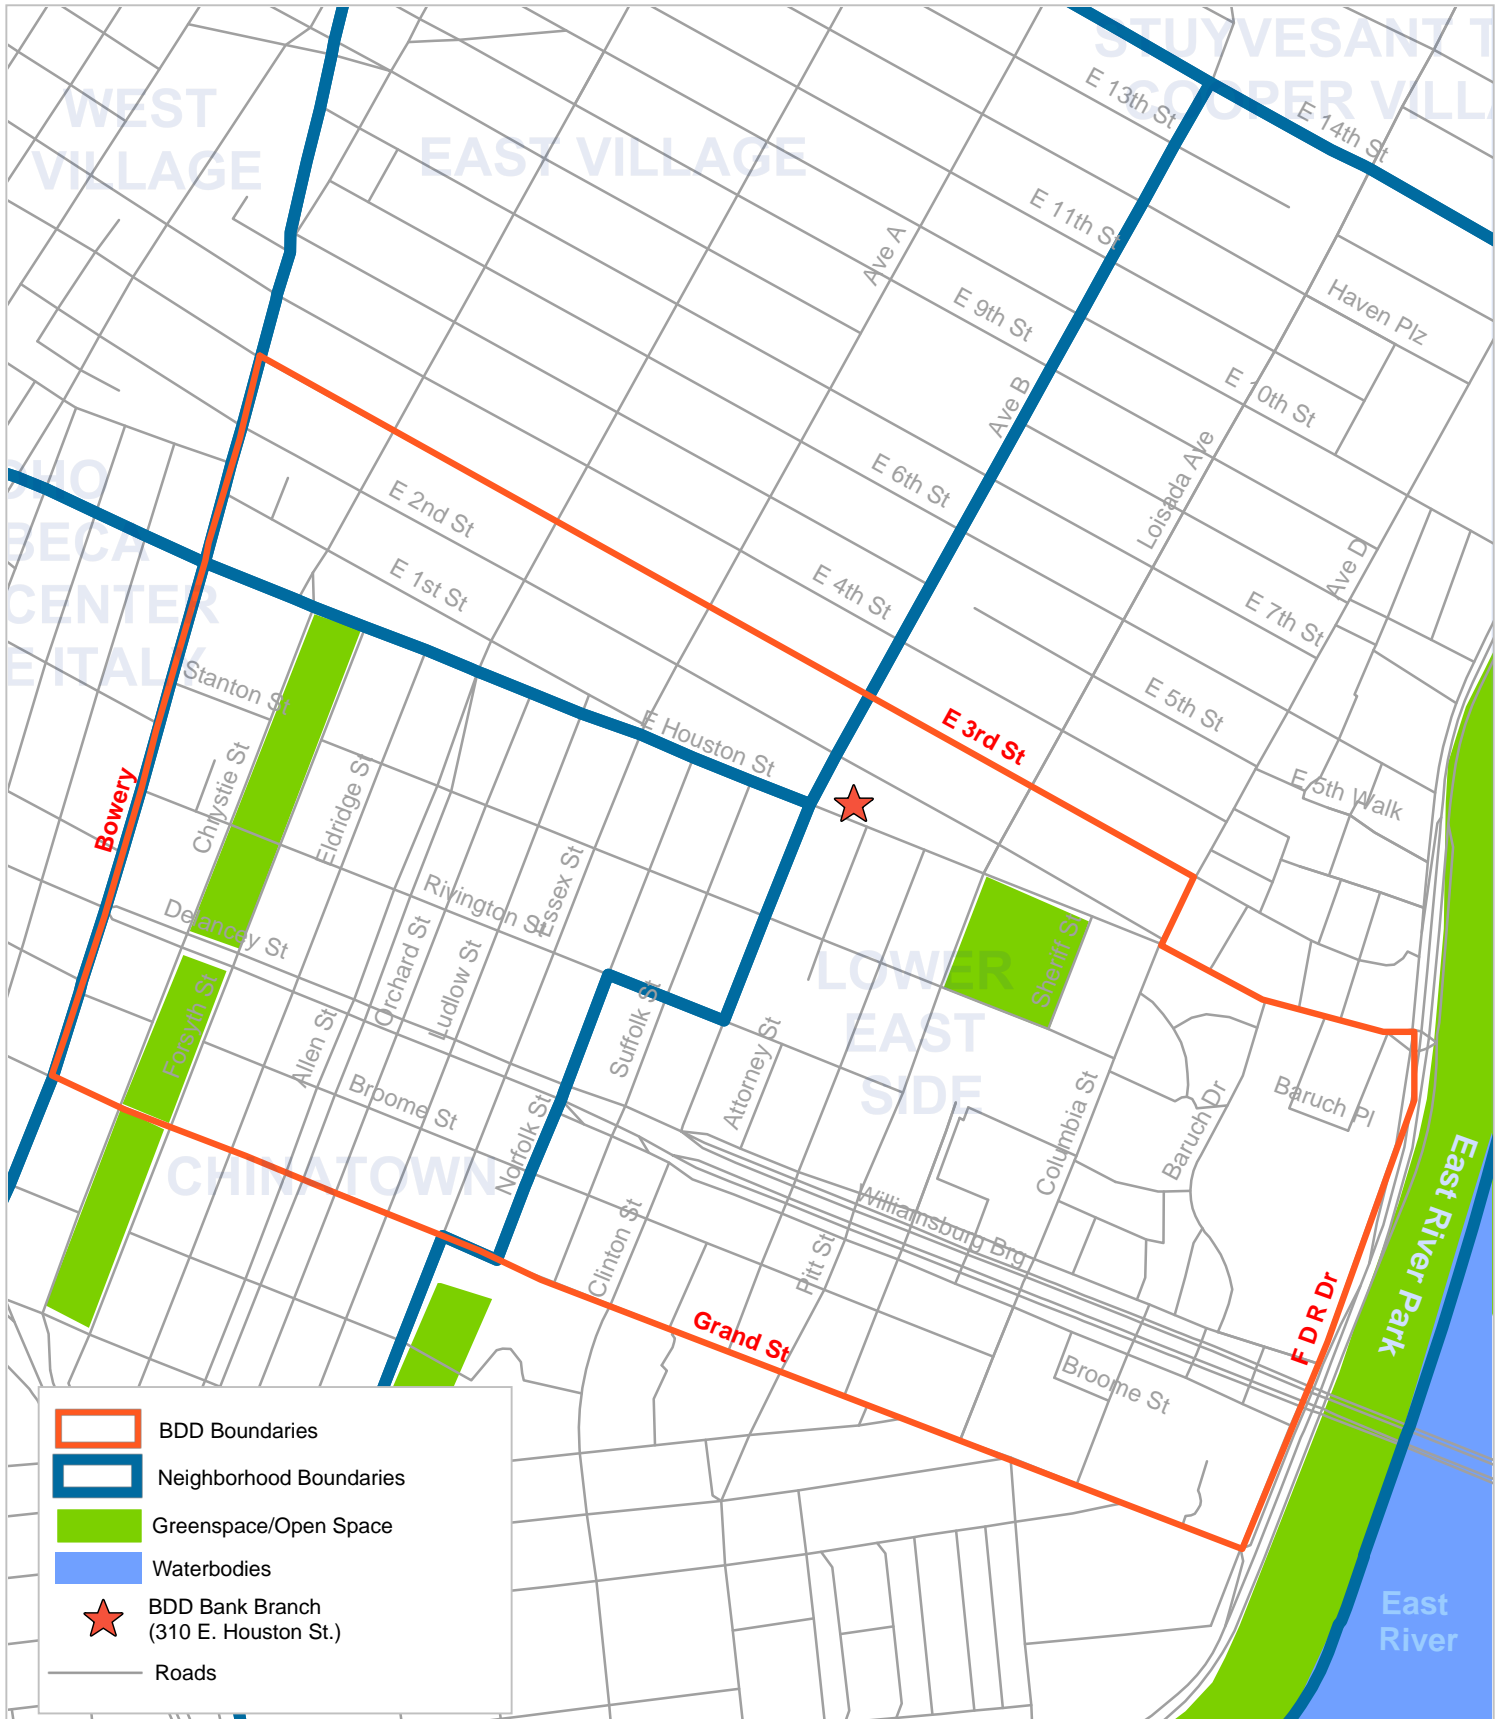 STUYVESANT T
COOPER VILLA
WEST
VILLAGE
EAST VILLAGE
E 13th St
E 14th St
E 11th St
Ave A
Haven Plz
E 9th St
E 10th St
Ave B
Loisada Ave
E 6th St
E 2nd St
OHO
BECA
CENTER
E ITALY
E 1st St
E 4th St
Ave D
E 7th St
Stanton St
E 5th St
E Houston St
E 3rd St
E 5th Walk
Bowery
Chrystie St
Eldridge St
Rivington St
Essex St
Delancey St
Orchard St
Ludlow St
Sheriff St
LOWER
EAST
SIDE
Forsyth St
Allen St
Suffolk St
Attorney St
Broome St
Norfolk St
Columbia St
Baruch Dr
Baruch Pl
CHINATOWN
Clinton St
Pitt St
Williamsburg Brg
East River Park
F D R Dr
Grand St
Broome St
BDD Boundaries
Neighborhood Boundaries
Greenspace/Open Space
Waterbodies
BDD Bank Branch
(310 E. Houston St.)
Roads
East
River